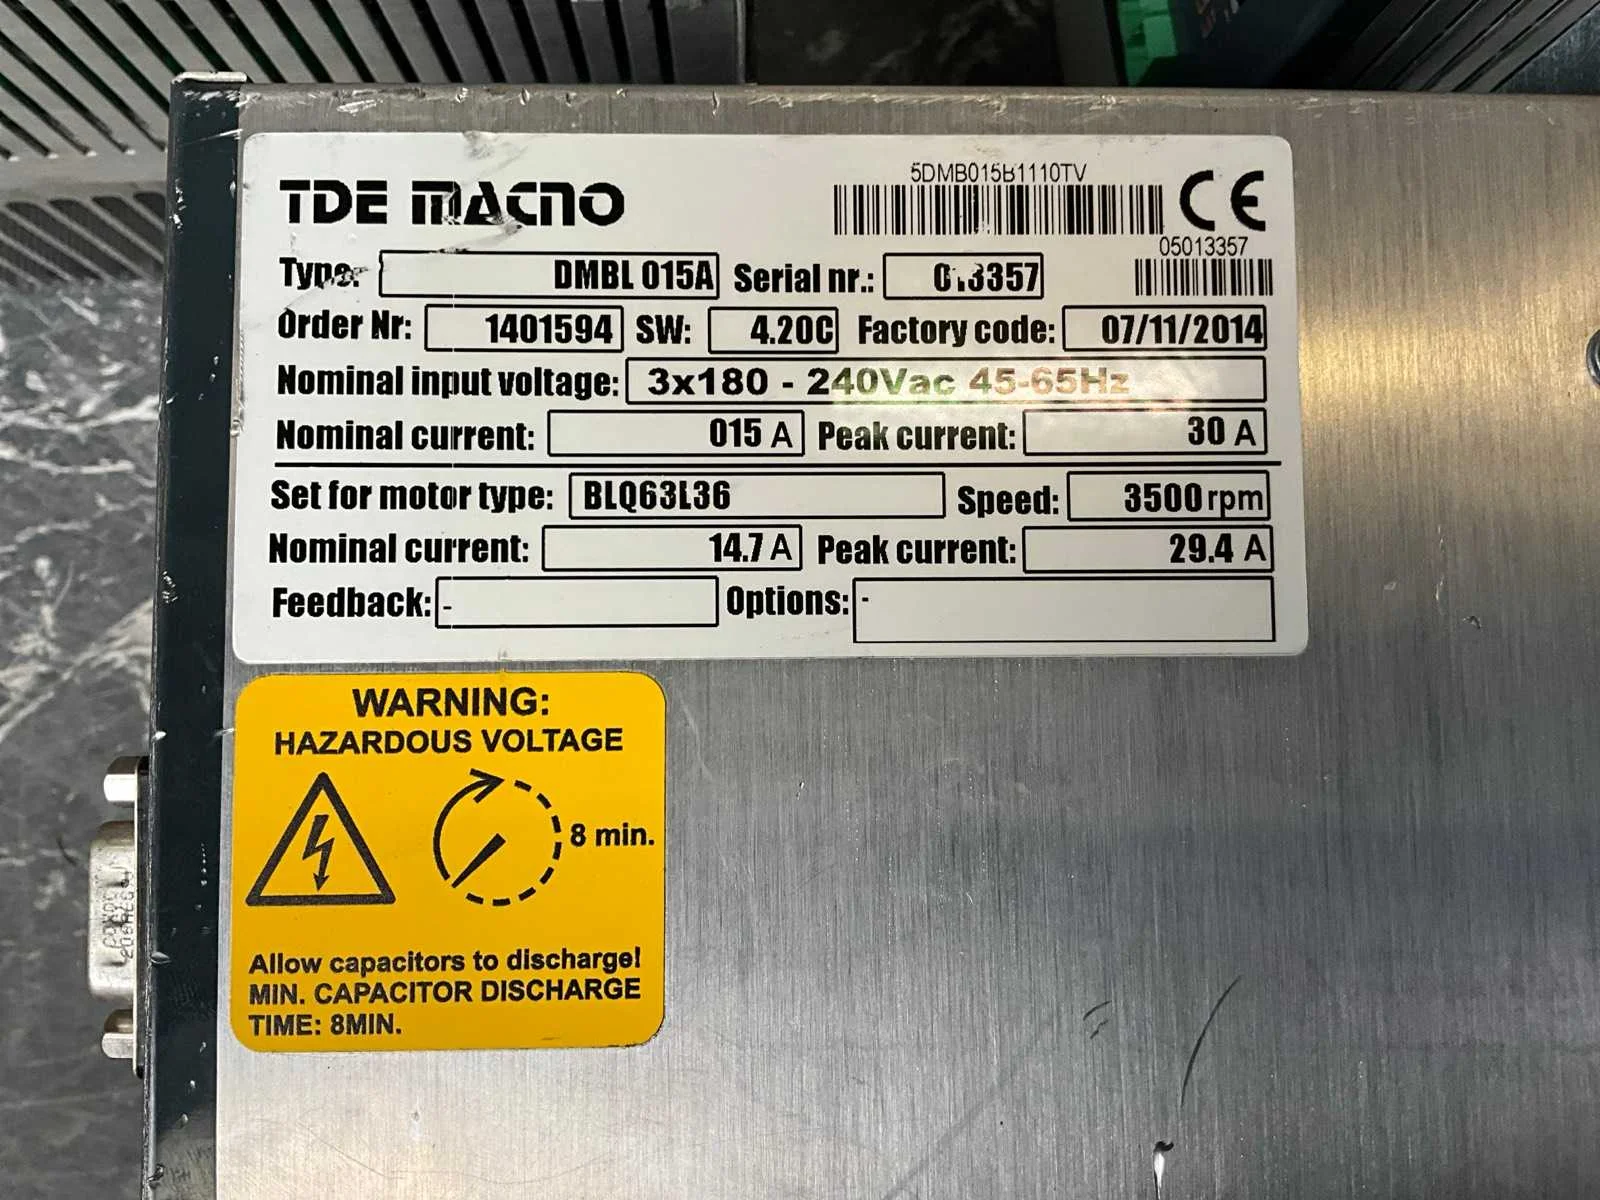 TDE MACNO
5DMB015B1110TV
CE
05013357
Type: DMBL 015A Serial nr.: 013357
Order Nr: 1401594 SW: 4.20C Factory code: 07/11/2014
Nominal input voltage: 3x180 - 240Vac 45-65Hz
Nominal current: 015 A Peak current: 30 A
Set for motor type: BLQ63L36 Speed: 3500 rpm
Nominal current: 14.7 A Peak current: 29.4 A
Feedback: - Options: -
WARNING:
HAZARDOUS VOLTAGE
8 min.
Allow capacitors to discharge!
MIN. CAPACITOR DISCHARGE
TIME: 8MIN.